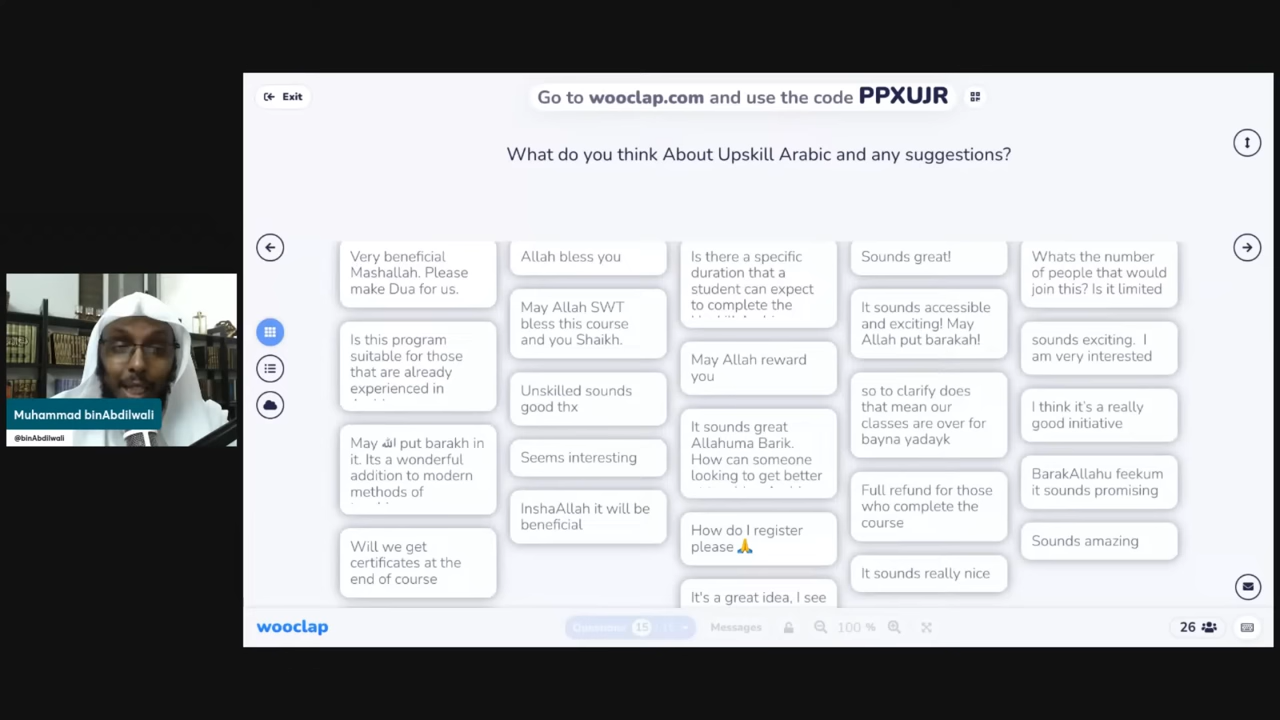 Exit
Go to wooclap.com and use the code PPXUJR
What do you think About Upskill Arabic and any suggestions?
Very beneficial
Mashallah. Please
make Dua for us.
Is this program
suitable for those
that are already
experienced in
May الله put barakh in
it. Its a wonderful
addition to modern
methods of
Will we get
certificates at the
end of course
Allah bless you
May Allah SWT
bless this course
and you Shaikh.
Unskilled sounds
good thx
Seems interesting
InshaAllah it will be
beneficial
Is there a specific
duration that a
student can expect
to complete the
May Allah reward
you
It sounds great
Allahuma Barik.
How can someone
looking to get better
How do I register
please 🙏
It's a great idea, I see
Sounds great!
It sounds accessible
and exciting! May
Allah put barakah!
so to clarify does
that mean our
classes are over for
bayna yadayk
Full refund for those
who complete the
course
It sounds really nice
Whats the number
of people that would
join this? Is it limited
sounds exciting. I
am very interested
I think it's a really
good initiative
BarakAllahu feekum
it sounds promising
Sounds amazing
Muhammad binAbdilwali
@binAbdilwali
wooclap
Questions 15
Messages
100 %
26